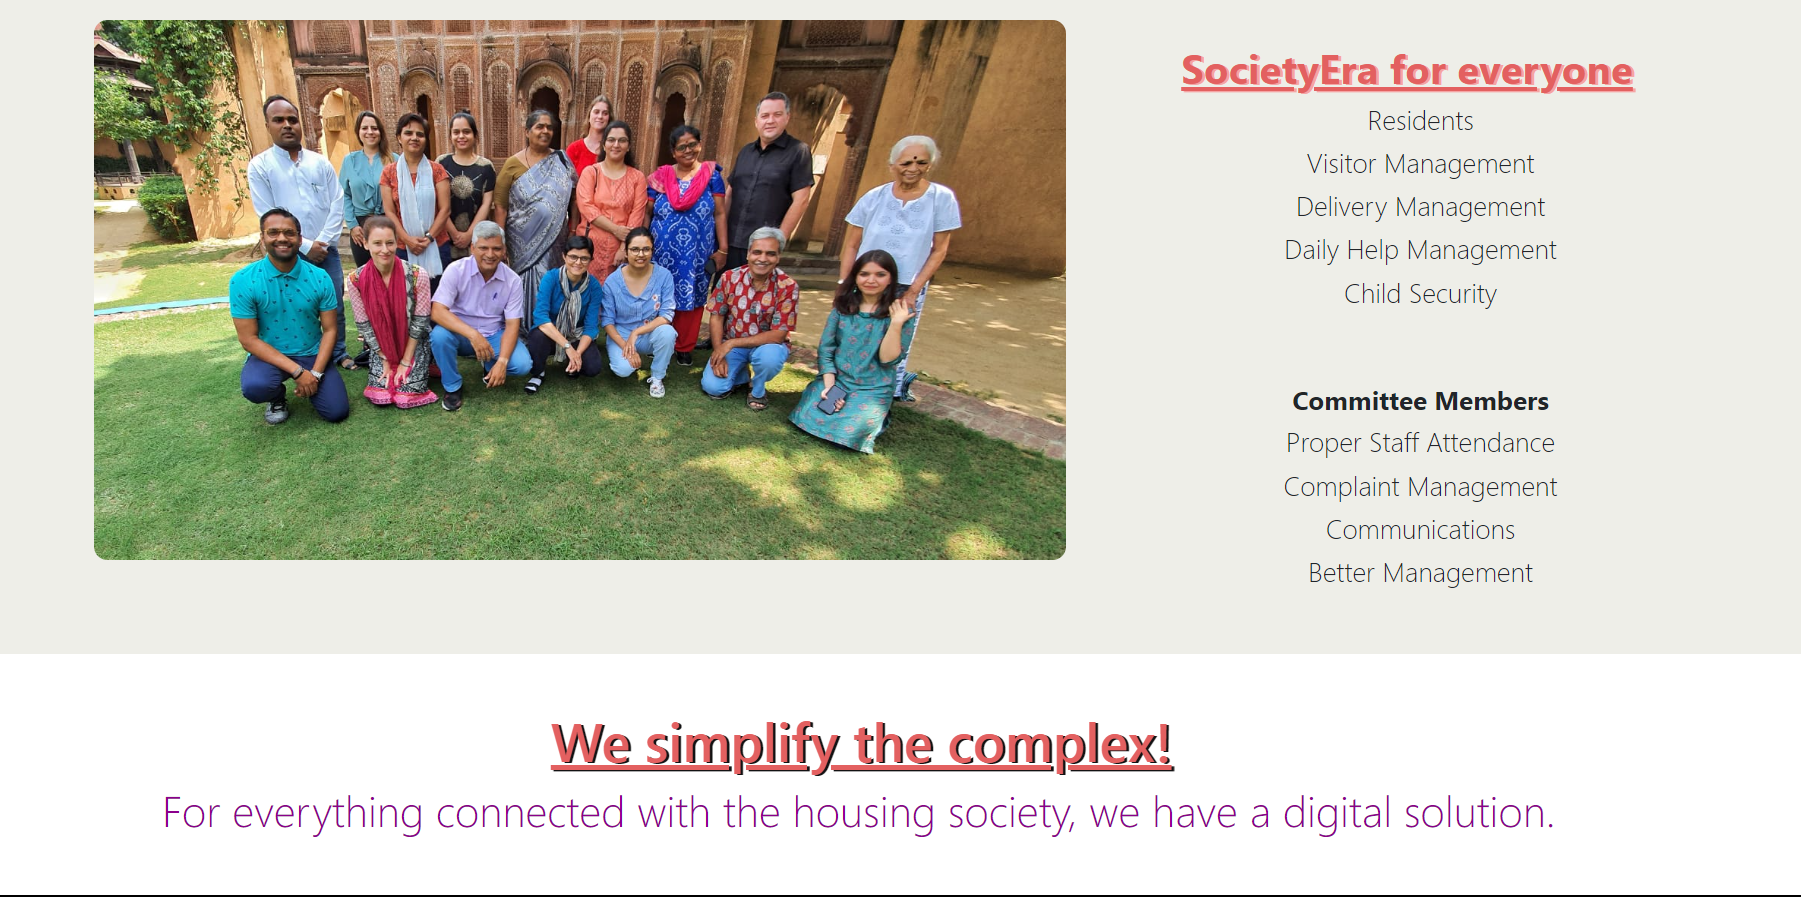 SocietyEra for everyone
Residents
Visitor Management
Delivery Management
Daily Help Management
Child Security
Committee Members
Proper Staff Attendance
Complaint Management
Communications
Better Management
We simplify the complex!
For everything connected with the housing society, we have a digital solution.